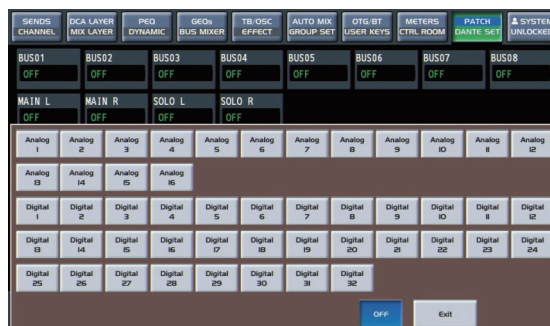 SENDS DCA LAYER PEQ GEQs TB/OSC AUTO MIX OTG/BT METERS PATCH SYSTEM
CHANNEL MIX LAYER DYNAMIC BUS MIXER EFFECT GROUP SET USER KEYS CTRL ROOM DANTE SET UNLOCKED
BUS01 BUS02 BUS03 BUS04 BUS05 BUS06 BUS07 BUS08
OFF OFF OFF OFF OFF OFF OFF OFF
MAIN L MAIN R SOLO L SOLO R
OFF OFF OFF OFF
Analog Analog Analog Analog Analog Analog Analog Analog Analog Analog Analog Analog
1 2 3 4 5 6 7 8 9 10 11 12
Analog Analog Analog Analog
13 14 15 16
Digital Digital Digital Digital Digital Digital Digital Digital Digital Digital Digital Digital
1 2 3 4 5 6 7 8 9 10 11 12
Digital Digital Digital Digital Digital Digital Digital Digital Digital Digital Digital Digital
13 14 15 16 17 18 19 20 21 22 23 24
Digital Digital Digital Digital Digital Digital Digital Digital
25 26 27 28 29 30 31 32
OFF Exit